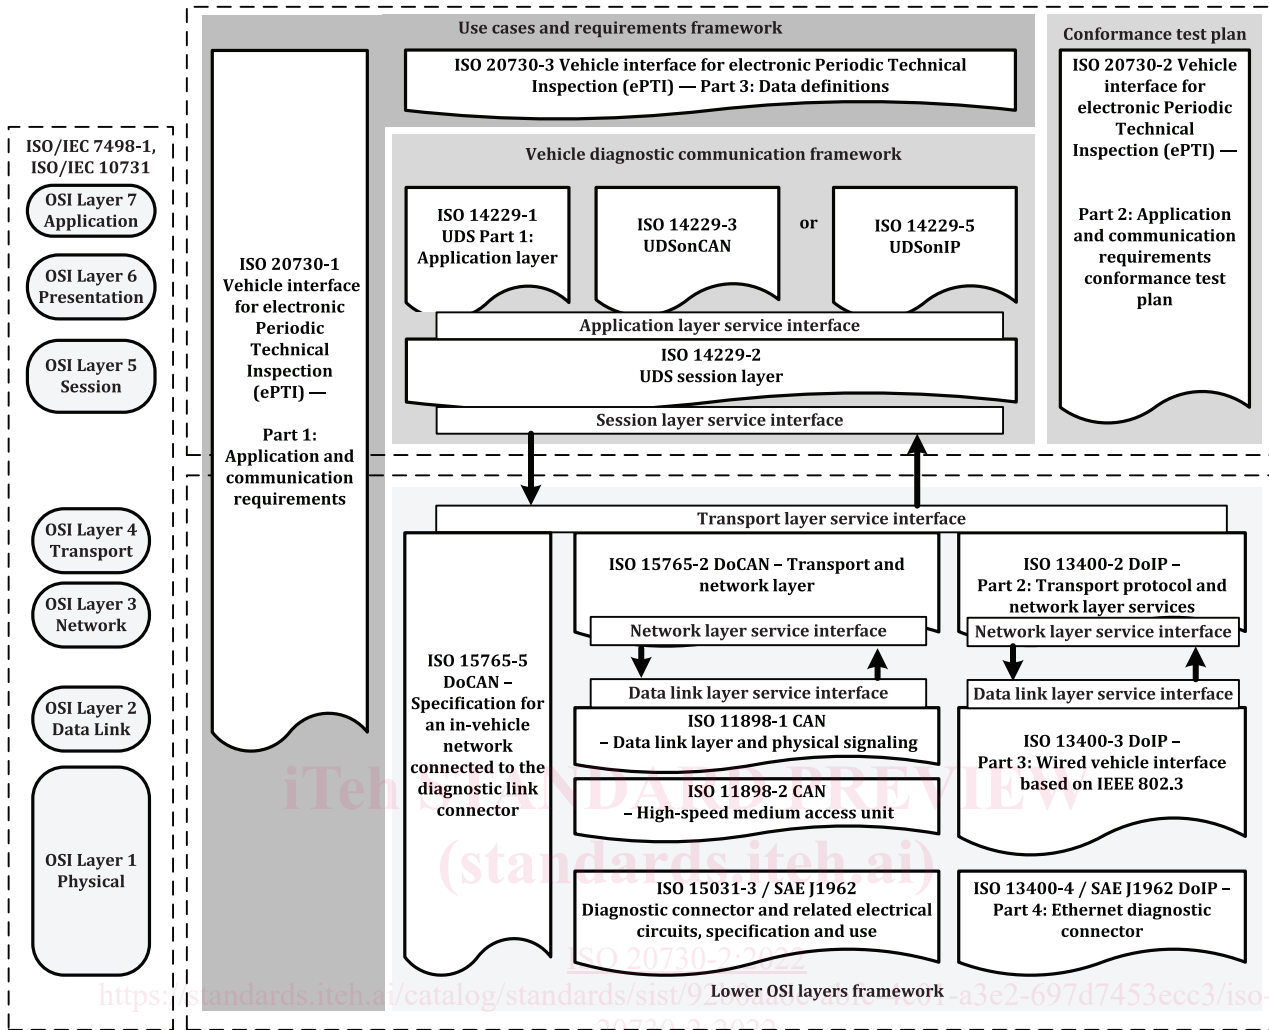 Use cases and requirements framework
ISO 20730-3 Vehicle interface for electronic Periodic Technical
Inspection (ePTI) — Part 3: Data definitions
Conformance test plan
ISO 20730-2 Vehicle
interface for
electronic Periodic
Technical
Inspection (ePTI) —
Part 2: Application
and communication
requirements
conformance test
plan
ISO/IEC 7498-1,
ISO/IEC 10731
OSI Layer 7
Application
OSI Layer 6
Presentation
OSI Layer 5
Session
OSI Layer 4
Transport
OSI Layer 3
Network
OSI Layer 2
Data Link
OSI Layer 1
Physical
ISO 20730-1
Vehicle interface
for electronic
Periodic
Technical
Inspection
(ePTI) —
Part 1:
Application and
communication
requirements
Vehicle diagnostic communication framework
ISO 14229-1
UDS Part 1:
Application layer
ISO 14229-3
UDSonCAN
or
ISO 14229-5
UDSonIP
Application layer service interface
ISO 14229-2
UDS session layer
Session layer service interface
Transport layer service interface
ISO 15765-5
DoCAN –
Specification for
an in-vehicle
network
connected to the
diagnostic link
connector
ISO 15765-2 DoCAN – Transport and
network layer
Network layer service interface
Data link layer service interface
ISO 11898-1 CAN
– Data link layer and physical signaling
ISO 11898-2 CAN
– High-speed medium access unit
ISO 15031-3 / SAE J1962
Diagnostic connector and related electrical
circuits, specification and use
ISO 13400-2 DoIP –
Part 2: Transport protocol and
network layer services
Network layer service interface
Data link layer service interface
ISO 13400-3 DoIP –
Part 3: Wired vehicle interface
based on IEEE 802.3
ISO 13400-4 / SAE J1962 DoIP –
Part 4: Ethernet diagnostic
connector
Lower OSI layers framework
iTeh STANDARD PREVIEW
(standards.iteh.ai)
ISO 20730-2:2022